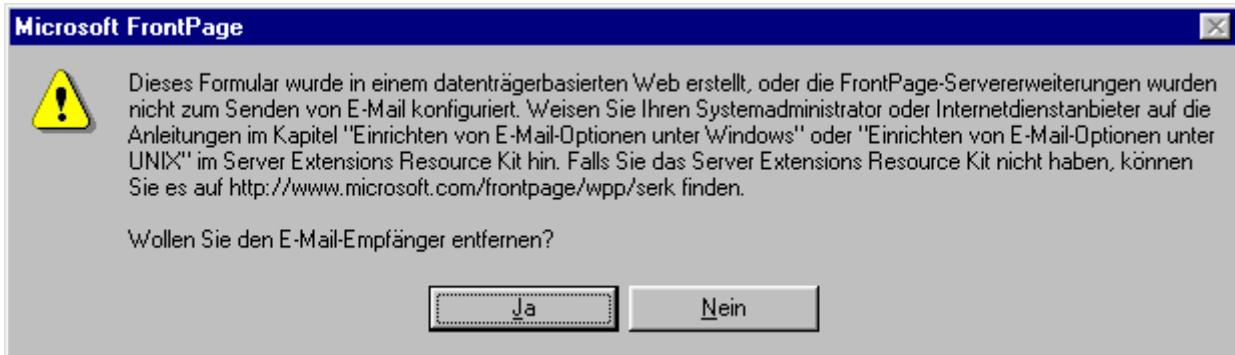 Microsoft FrontPage
Dieses Formular wurde in einem datenträgerbasierten Web erstellt, oder die FrontPage-Servererweiterungen wurden
nicht zum Senden von E-Mail konfiguriert. Weisen Sie Ihren Systemadministrator oder Internetdienstanbieter auf die
Anleitungen im Kapitel "Einrichten von E-Mail-Optionen unter Windows" oder "Einrichten von E-Mail-Optionen unter
UNIX" im Server Extensions Resource Kit hin. Falls Sie das Server Extensions Resource Kit nicht haben, können
Sie es auf http://www.microsoft.com/frontpage/wpp/serk finden.
Wollen Sie den E-Mail-Empfänger entfernen?
Ja
Nein